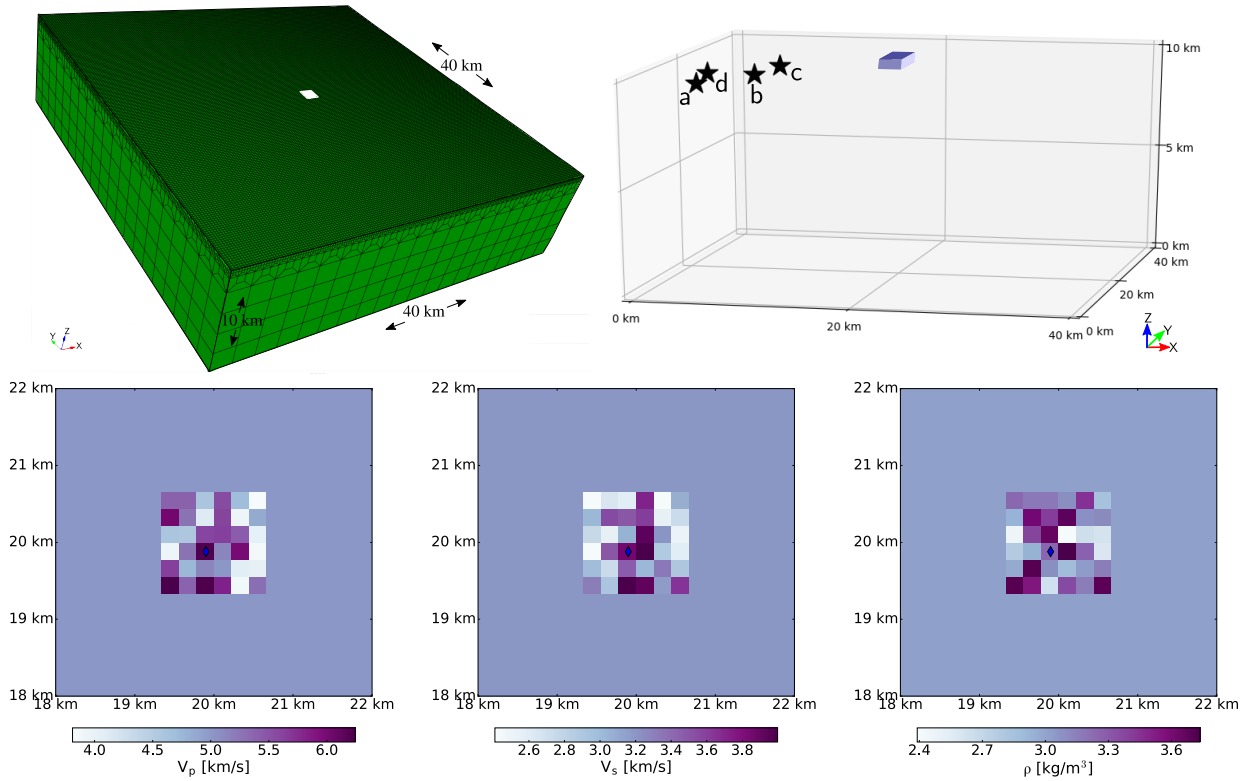 40 km
40 km
10 km
Y
Z
X
a
d
b
c
10 km
5 km
0 km
40 km
20 km
0 km
0 km
20 km
40 km
Z
Y
X
22 km
21 km
20 km
19 km
18 km
18 km 19 km 20 km 21 km 22 km
4.0 4.5 5.0 5.5 6.0
Vp [km/s]
22 km
21 km
20 km
19 km
18 km
18 km 19 km 20 km 21 km 22 km
2.6 2.8 3.0 3.2 3.4 3.6 3.8
Vs [km/s]
22 km
21 km
20 km
19 km
18 km
18 km 19 km 20 km 21 km 22 km
2.4 2.7 3.0 3.3 3.6
ρ [kg/m³]